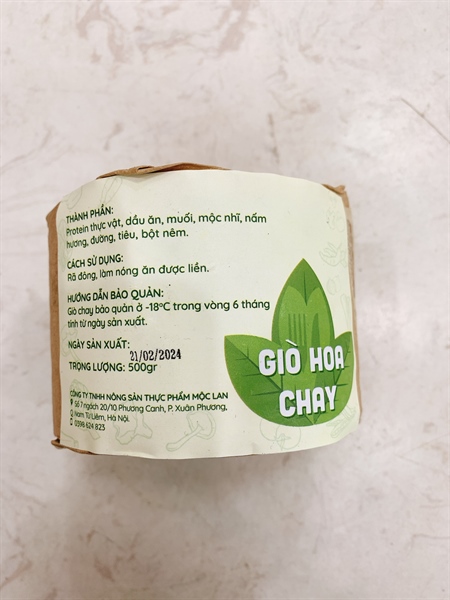 THÀNH PHẦN:
Protein thực vật, dầu ăn, muối, mộc nhĩ, nấm
hương, đường, tiêu, bột nêm.
CÁCH SỬ DỤNG:
Rã đông, làm nóng ăn được liền.
HƯỚNG DẪN BẢO QUẢN:
Giò chay bảo quản ở -18°C trong vòng 6 tháng
tính từ ngày sản xuất.
NGÀY SẢN XUẤT:
21/02/2024
TRỌNG LƯỢNG: 500gr
CÔNG TY TNHH NÔNG SẢN THỰC PHẨM MỘC LAN
Số 7 ngách 20/10 Phương Canh, P. Xuân Phương,
Nam Từ Liêm, Hà Nội.
0398 624 823
GIÒ HOA
CHAY